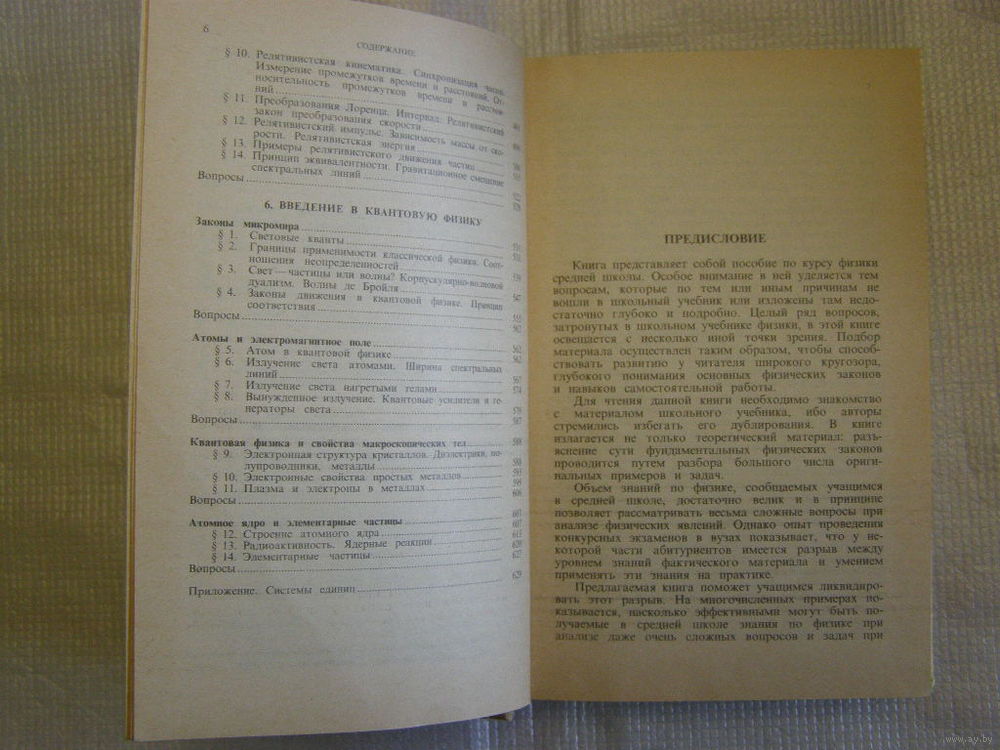 6
СОДЕРЖАНИЕ
§ 10. Релятивистская кинематика. Синхронизация часов.
Измерение промежутков времени и расстояний. От-
носительность промежутков времени и расстоя-
ний
§ 11. Преобразования Лоренца. Интервал. Релятивистский
закон преобразования скорости
§ 12. Релятивистский импульс. Зависимость массы от ско-
рости. Релятивистская энергия
§ 13. Примеры релятивистского движения частиц
§ 14. Принцип эквивалентности. Гравитационное смещение
спектральных линий
Вопросы
6. ВВЕДЕНИЕ В КВАНТОВУЮ ФИЗИКУ
Законы микромира
§ 1. Световые кванты
§ 2. Границы применимости классической физики. Соот-
ношения неопределенностей
§ 3. Свет — частицы или волны? Корпускулярно-волновой
дуализм. Волны де Бройля
§ 4. Законы движения в квантовой физике. Принцип
соответствия
Вопросы
Атомы и электромагнитное поле
§ 5. Атом в квантовой физике
§ 6. Излучение света атомами. Ширина спектральных
линий 567
§ 7. Излучение света нагретыми телами 574
§ 8. Вынужденное излучение. Квантовые усилители и ге-
нераторы света 578
Вопросы 587
Квантовая физика и свойства макроскопических тел 588
§ 9. Электронная структура кристаллов. Диэлектрики, по-
лупроводники, металлы
§ 10. Электронные свойства простых металлов
§ 11. Плазма и электроны в металлах
Вопросы 606
Атомное ядро и элементарные частицы 607
§ 12. Строение атомного ядра 607
§ 13. Радиоактивность. Ядерные реакции
§ 14. Элементарные частицы
Вопросы 627
Приложение. Системы единиц 629
ПРЕДИСЛОВИЕ
Книга представляет собой пособие по курсу физики
средней школы. Особое внимание в ней уделяется тем
вопросам, которые по тем или иным причинам не
вошли в школьный учебник или изложены там недо-
статочно глубоко и подробно. Целый ряд вопросов,
затронутых в школьном учебнике физики, в этой книге
освещается с несколько иной точки зрения. Подбор
материала осуществлен таким образом, чтобы способ-
ствовать развитию у читателя широкого кругозора,
глубокого понимания основных физических законов
и навыков самостоятельной работы.
Для чтения данной книги необходимо знакомство
с материалом школьного учебника, ибо авторы
стремились избегать его дублирования. В книге
излагается не только теоретический материал: разъ-
яснение сути фундаментальных физических законов
проводится путем разбора большого числа ориги-
нальных примеров и задач.
Объем знаний по физике, сообщаемых учащимся
в средней школе, достаточно велик и в принципе
позволяет рассматривать весьма сложные вопросы при
анализе физических явлений. Однако опыт проведения
конкурсных экзаменов в вузах показывает, что у не-
которой части абитуриентов имеется разрыв между
уровнем знаний фактического материала и умением
применять эти знания на практике.
Предлагаемая книга поможет учащимся ликвидиро-
вать этот разрыв. На многочисленных примерах по-
казывается, насколько эффективными могут быть по-
лучаемые в средней школе знания по физике при
анализе даже очень сложных вопросов и задач при
www.ay.by